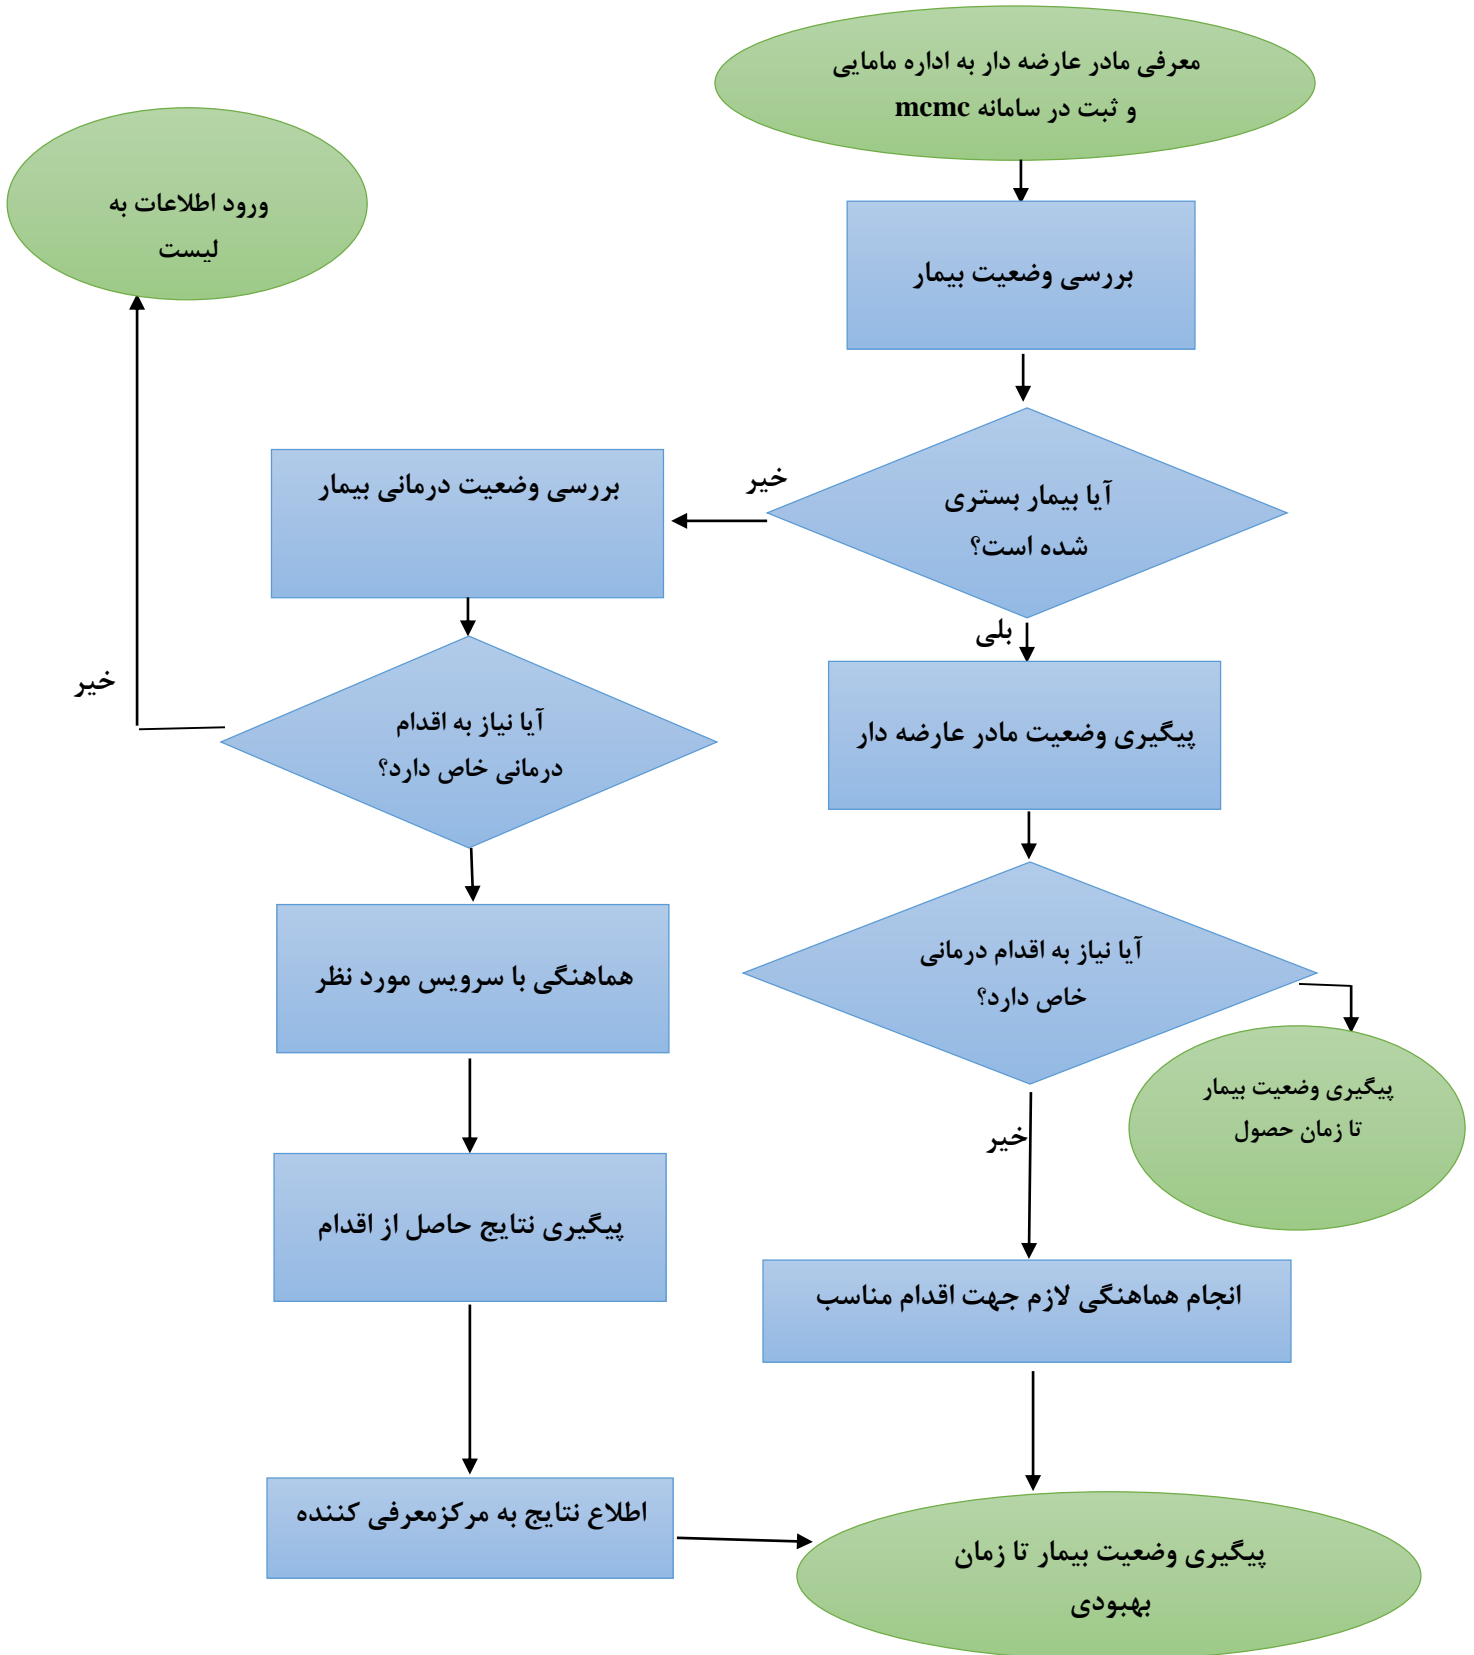 معرفی مادر عارضه دار به اداره مامایی
و ثبت در سامانه mcmc
ورود اطلاعات به
لیست
بررسی وضعیت بیمار
آیا بیمار بستری
شده است؟
خیر
بررسی وضعیت درمانی بیمار
بلی
پیگیری وضعیت مادر عارضه دار
آیا نیاز به اقدام
درمانی خاص دارد؟
خیر
آیا نیاز به اقدام درمانی
خاص دارد؟
هماهنگی با سرویس مورد نظر
پیگیری وضعیت بیمار
تا زمان حصول
خیر
پیگیری نتایج حاصل از اقدام
انجام هماهنگی لازم جهت اقدام مناسب
اطلاع نتایج به مرکزمعرفی کننده
پیگیری وضعیت بیمار تا زمان
بهبودی